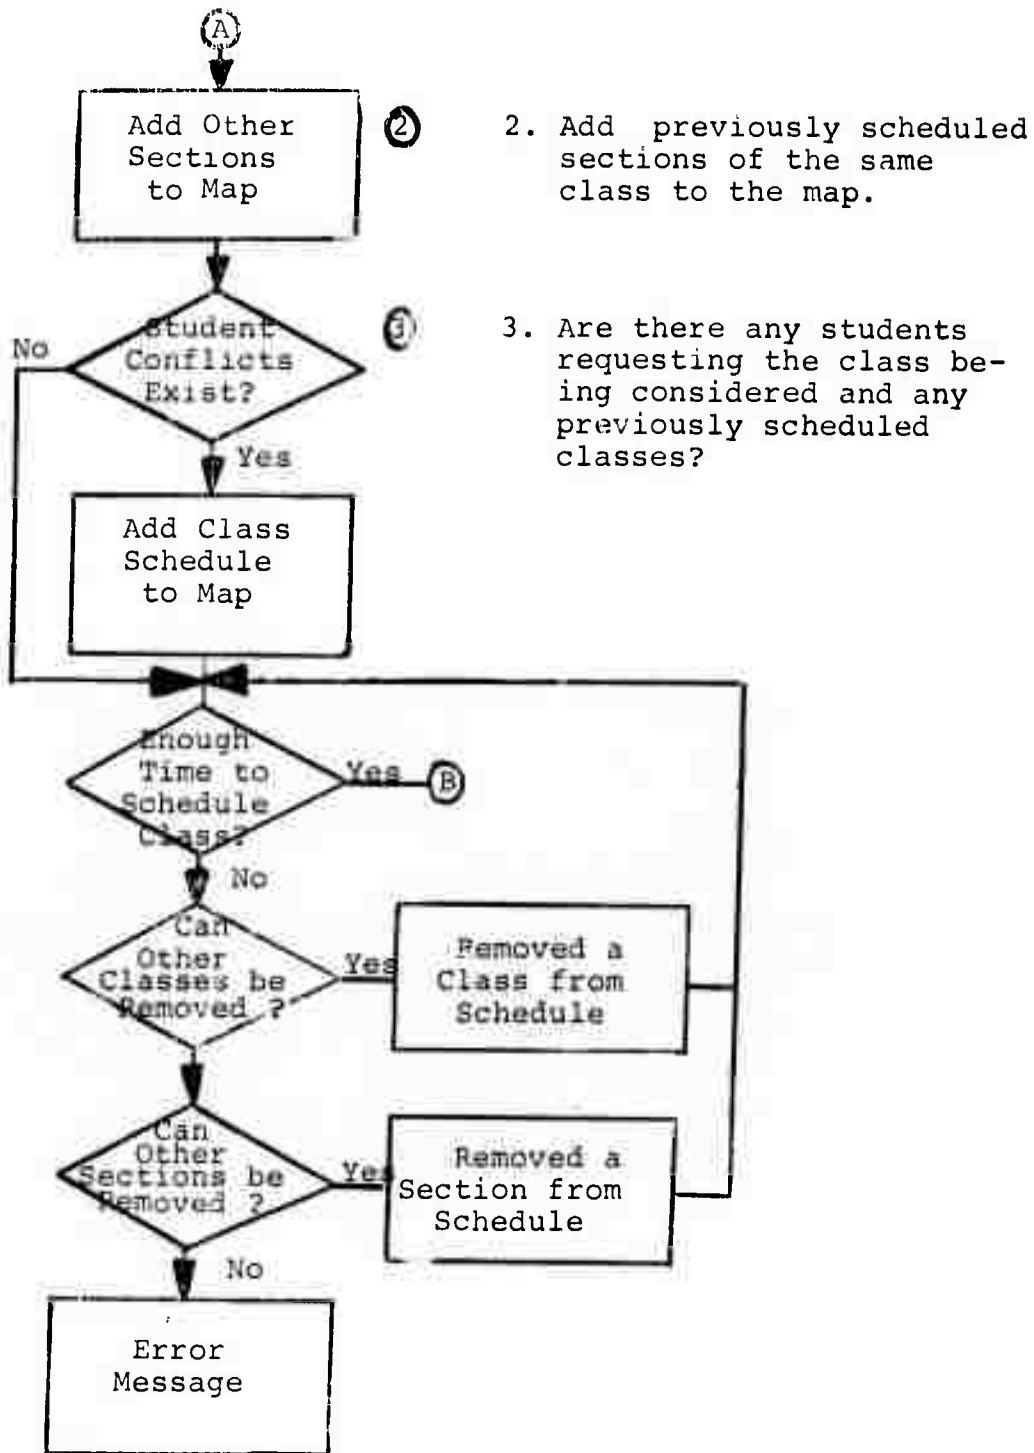 A
Add Other
Sections
to Map
2
2. Add previously scheduled
sections of the same
class to the map.
Student
Conflicts
Exist?
No
3
3. Are there any students
requesting the class be-
ing considered and any
previously scheduled
classes?
Yes
Add Class
Schedule
to Map
Enough
Time to
Schedule
Class?
Yes
B
No
Can
Other
Classes be
Removed ?
Yes
Removed a
Class from
Schedule
Can
Other
Sections be
Removed ?
Yes
Removed a
Section from
Schedule
No
Error
Message